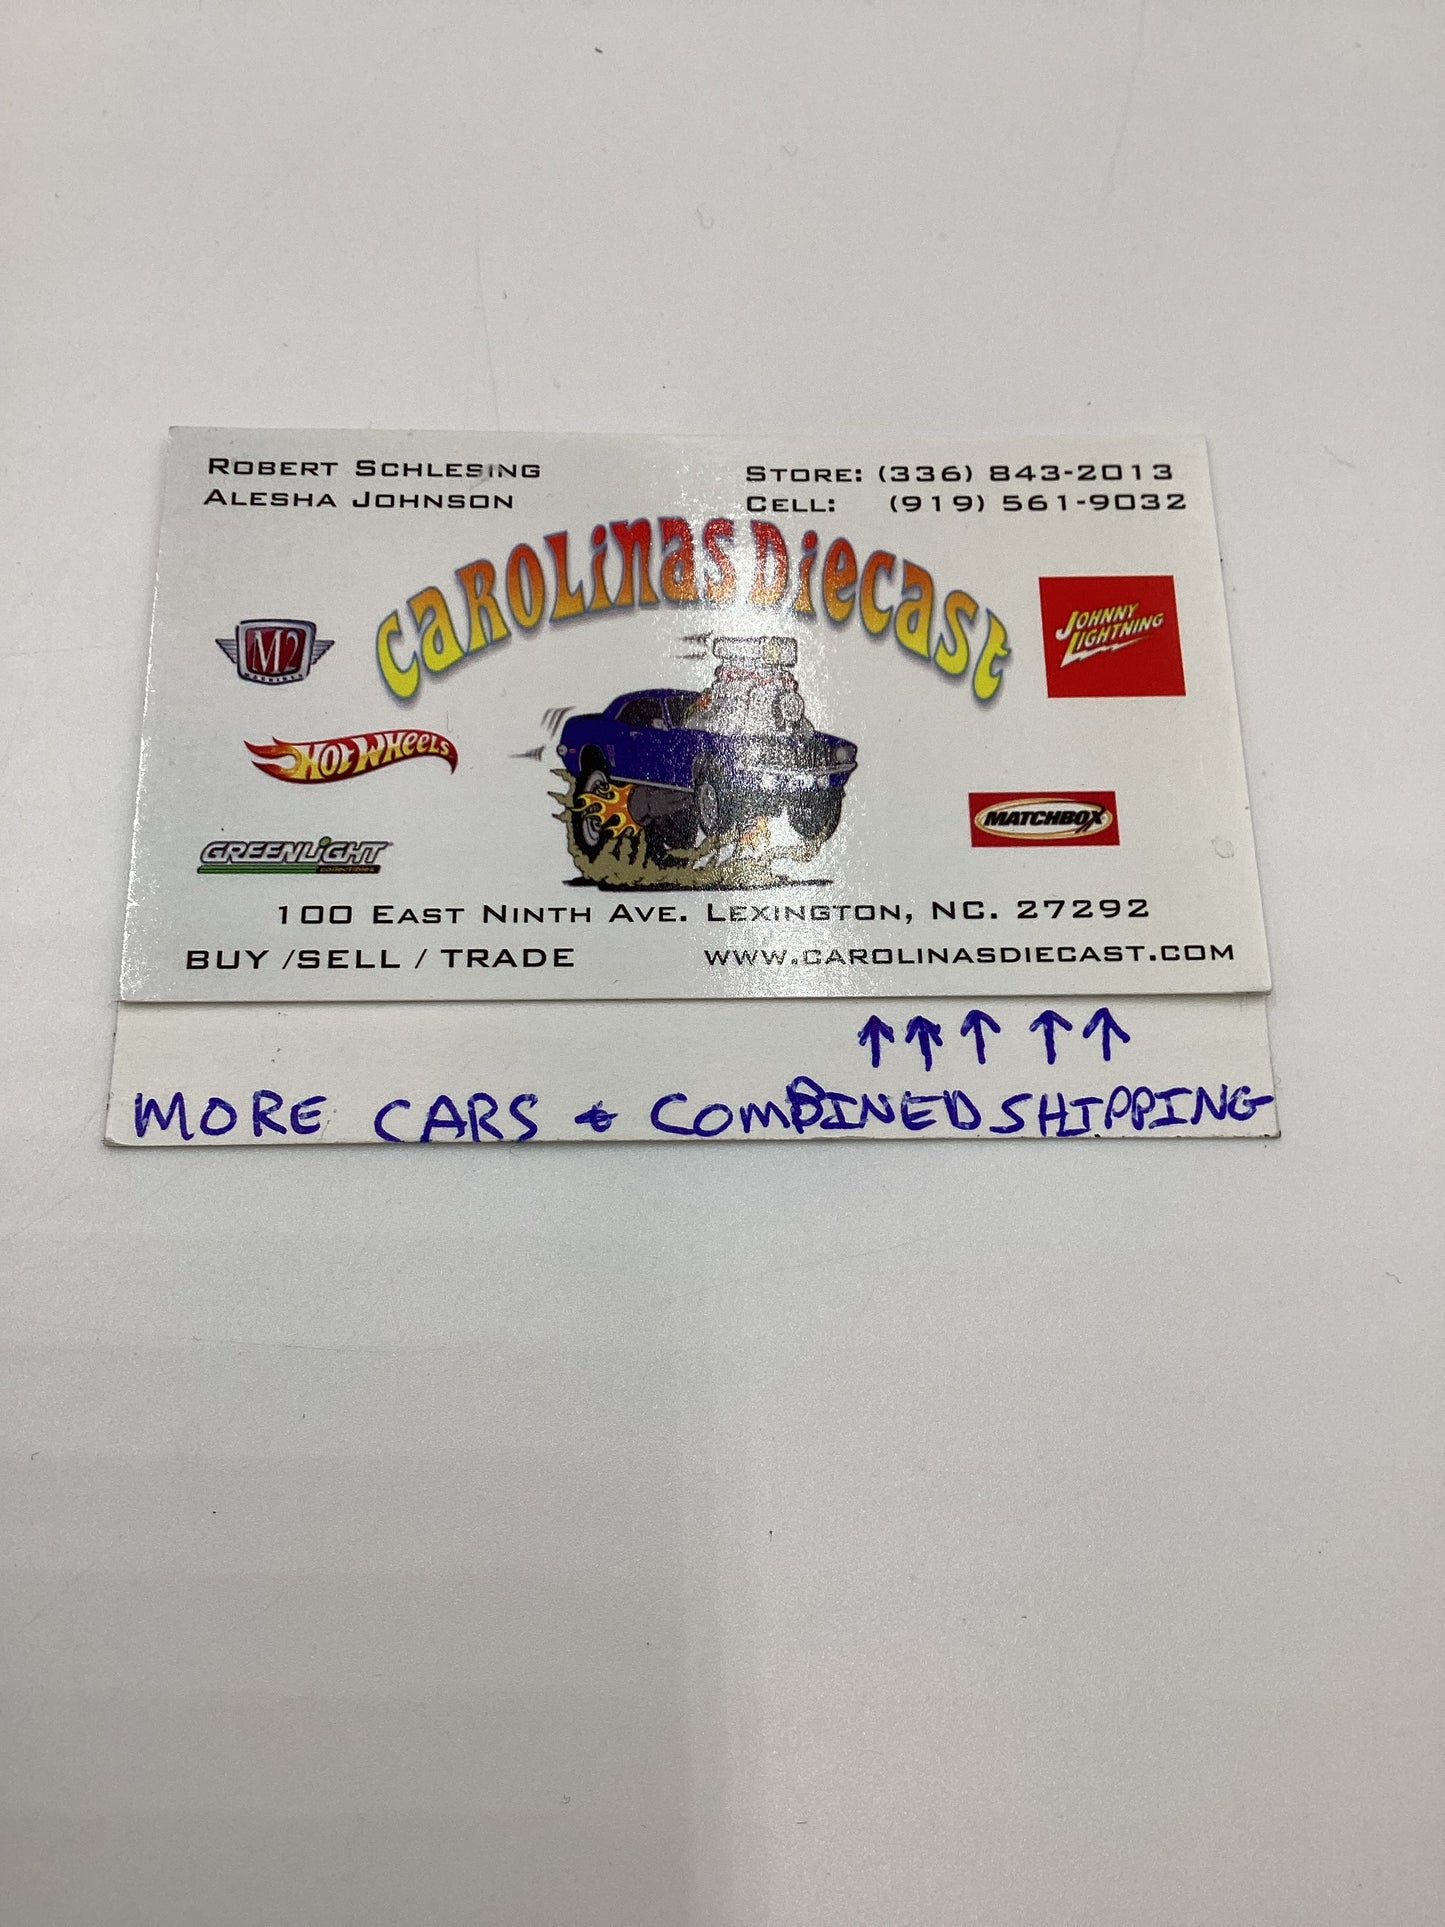 ROBERT SCHLESING
ALESHA JOHNSON
STORE: (336) 843-2013
CELL: (919) 561-9032
CAROLINAS DIECAST
M2
MACHINES
JOHNNY
LIGHTNING
HOT WHEELS
MATCHBOX
GREENLIGHT
collectibles
100 EAST NINTH AVE. LEXINGTON, NC. 27292
BUY /SELL / TRADE
WWW.CAROLINASDIECAST.COM
↑↑↑ ↑↑
MORE CARS & COMBINED SHIPPING